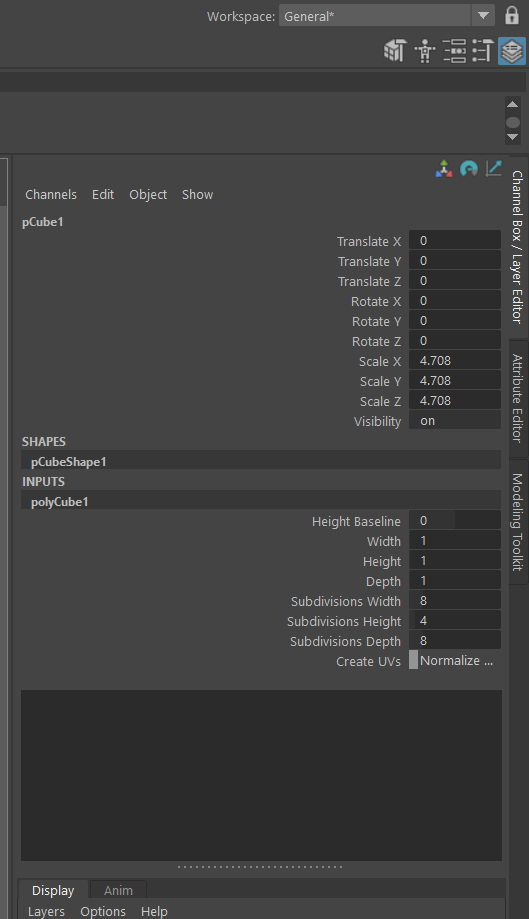 Workspace: General*
Channels Edit Object Show
pCube1
Translate X 0
Translate Y 0
Translate Z 0
Rotate X 0
Rotate Y 0
Rotate Z 0
Scale X 4.708
Scale Y 4.708
Scale Z 4.708
Visibility on
SHAPES
pCubeShape1
INPUTS
polyCube1
Height Baseline 0
Width 1
Height 1
Depth 1
Subdivisions Width 8
Subdivisions Height 4
Subdivisions Depth 8
Create UVs Normalize ...
Display Anim
Layers Options Help
Channel Box / Layer Editor
Attribute Editor
Modeling Toolkit